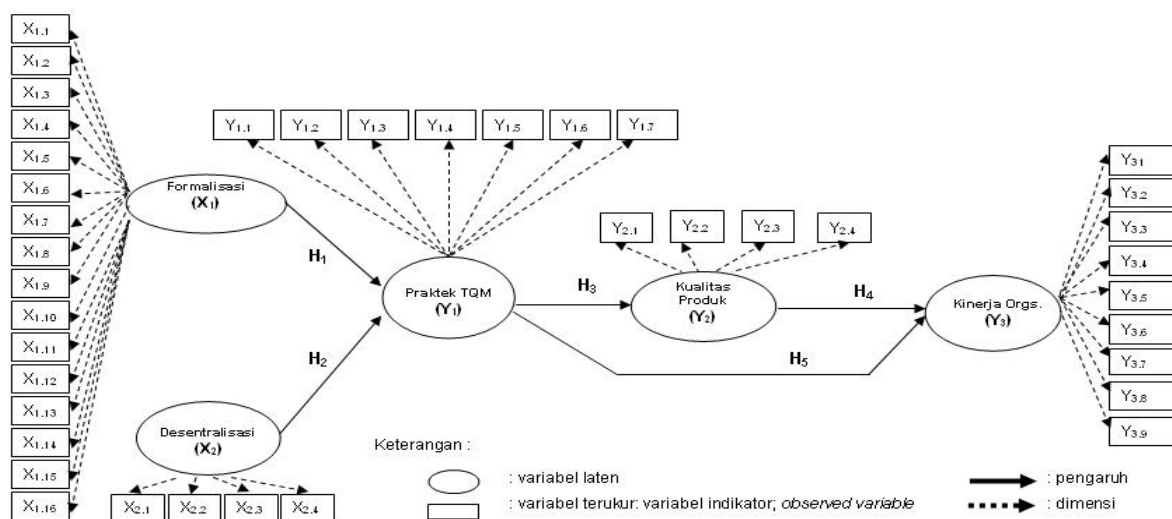 X1.1
X1.2
X1.3
X1.4
X1.5
X1.6
X1.7
X1.8
X1.9
X1.10
X1.11
X1.12
X1.13
X1.14
X1.15
X1.16
Formalisasi
(X1)
Desentralisasi
(X2)
X2.1 X2.2 X2.3 X2.4
H1
H2
Y1.1 Y1.2 Y1.3 Y1.4 Y1.5 Y1.6 Y1.7
Praktek TQM
(Y1)
H3
Y2.1 Y2.2 Y2.3 Y2.4
Kualitas
Produk
(Y2)
H4
H5
Kinerja Orgs.
(Y3)
Y31
Y3.2
Y3.3
Y3.4
Y3.5
Y3.6
Y3.7
Y3.8
Y3.9
Keterangan :
: variabel laten
: variabel terukur: variabel indikator; observed variable
: pengaruh
: dimensi